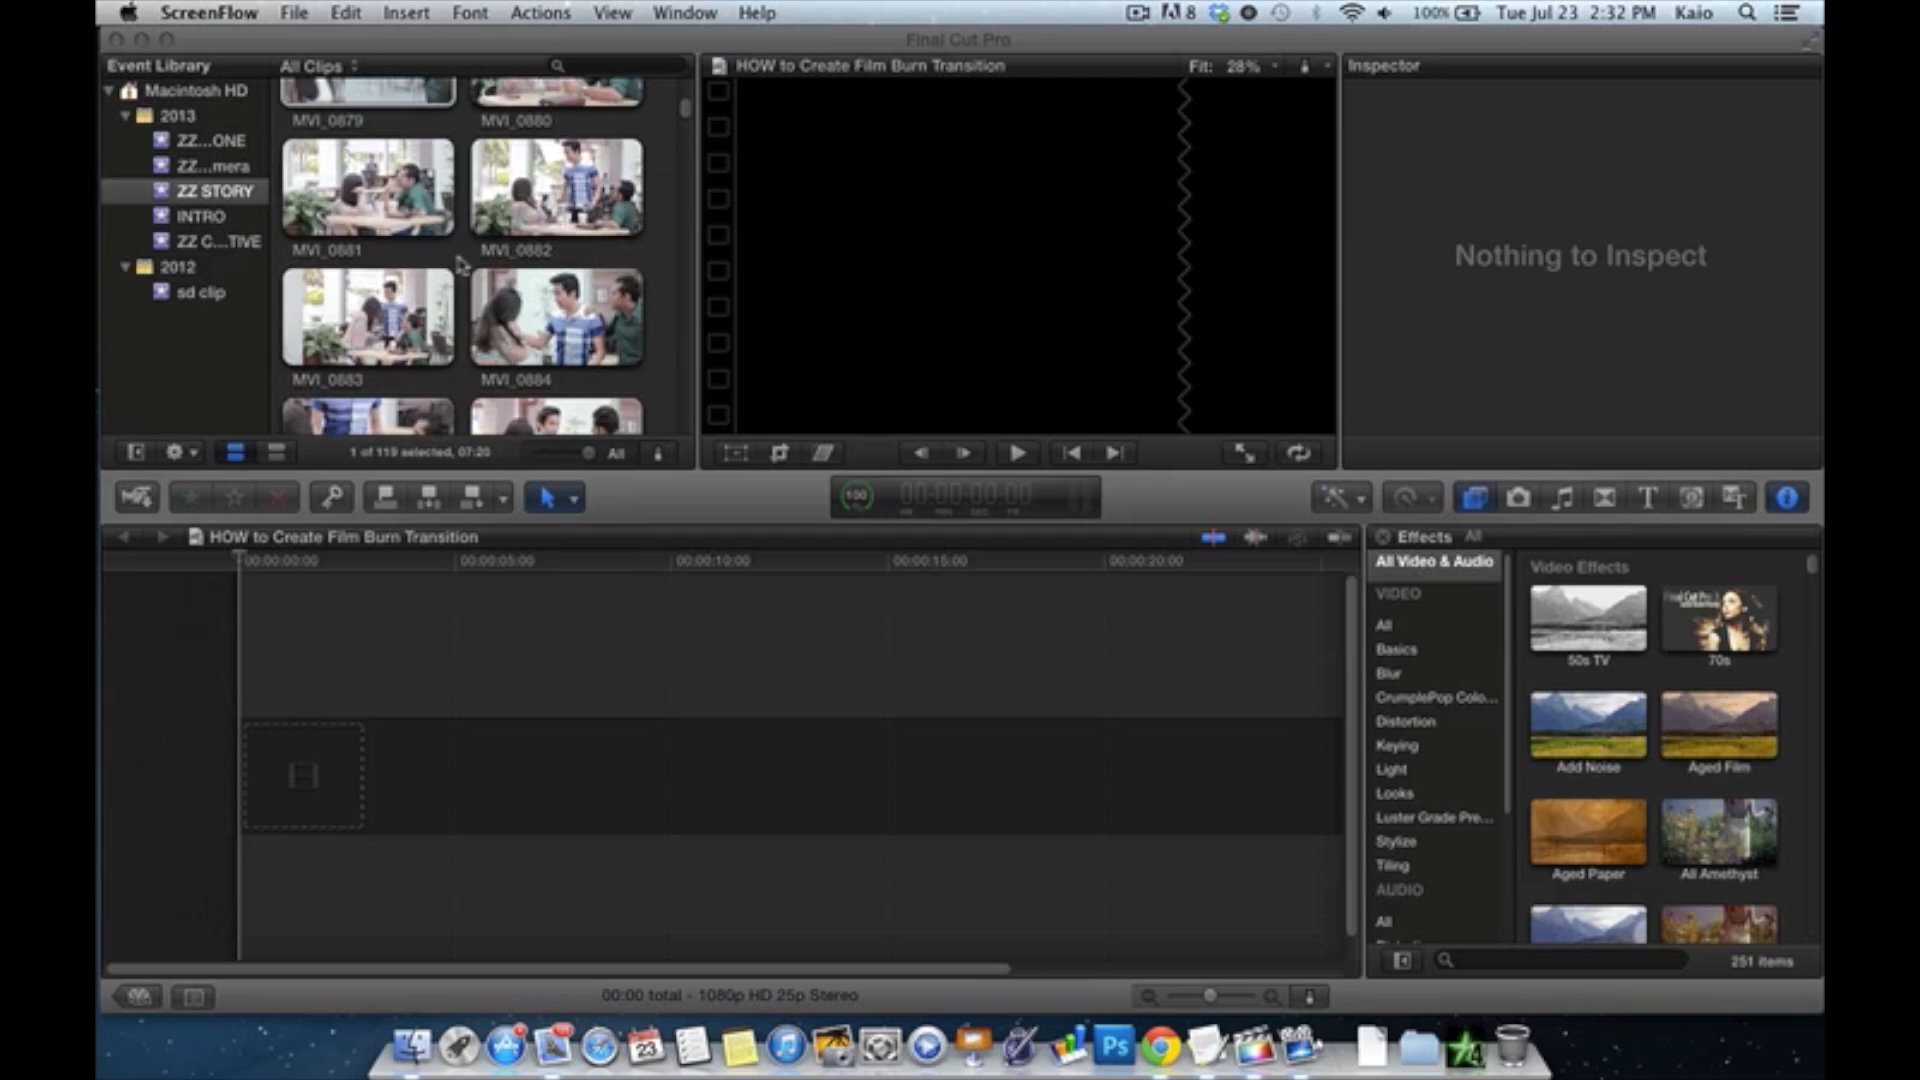 ScreenFlow File Edit Insert Font Actions View Window Help 8 100% Tue Jul 23 2:32 PM Kaio
Final Cut Pro
Event Library All Clips HOW to Create Film Burn Transition Fit: 28% Inspector
Macintosh HD
2013
ZZ...ONE
ZZ...mera
ZZ STORY
INTRO
ZZ C...TIVE
2012
sd clip
MVI_0879 MVI_0880
MVI_0881 MVI_0882
MVI_0883 MVI_0884
1 of 119 selected, 07:20 All
Nothing to Inspect
100 00:00:00:00
HR MIN SEC FR
HOW to Create Film Burn Transition
00:00:00:00 00:00:05:00 00:00:10:00 00:00:15:00 00:00:20:00
Effects All
All Video & Audio
VIDEO
All
Basics
Blur
CrumplePop Colo...
Distortion
Keying
Light
Looks
Luster Grade Pre...
Stylize
Tiling
AUDIO
All
Video Effects
50s TV 70s
Add Noise Aged Film
Aged Paper All Amethyst
251 items
00:00 total - 1080p HD 25p Stereo
23
Ps